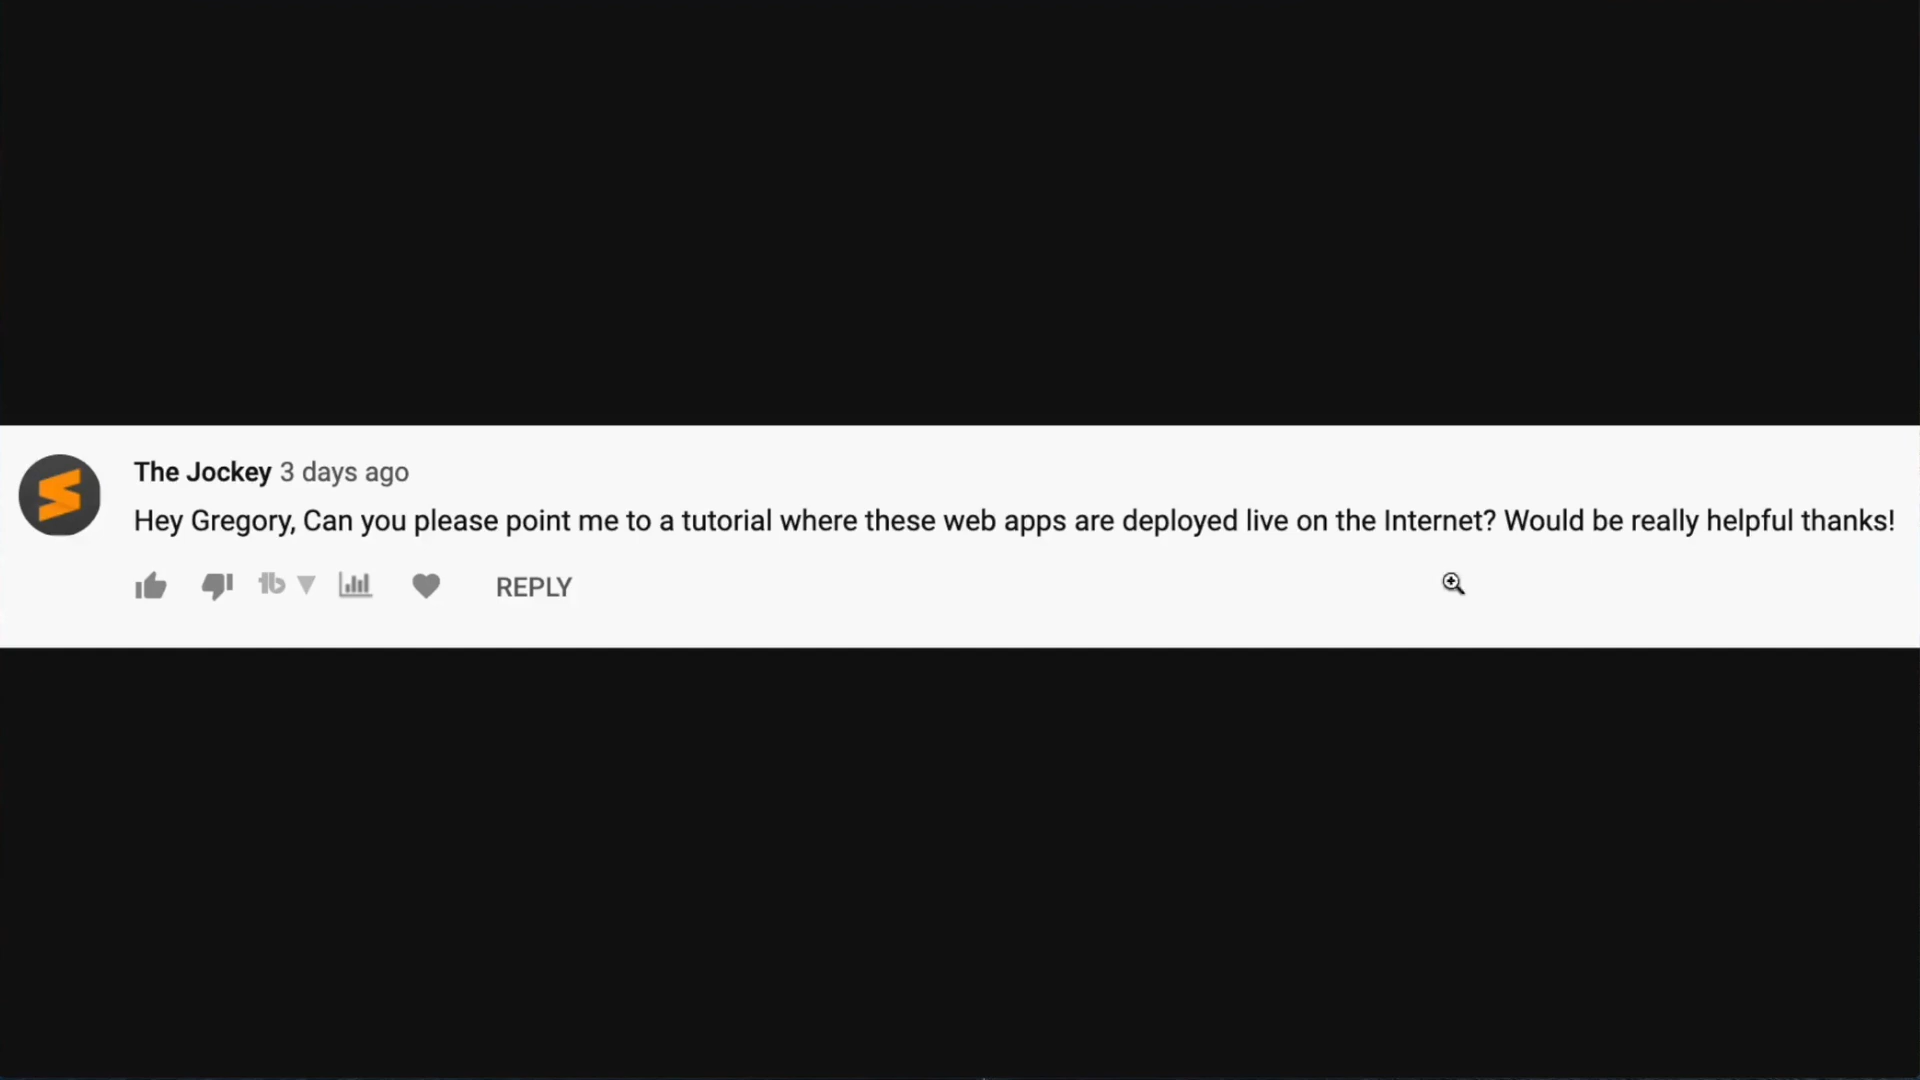 The Jockey 3 days ago
Hey Gregory, Can you please point me to a tutorial where these web apps are deployed live on the Internet? Would be really helpful thanks!
tb REPLY